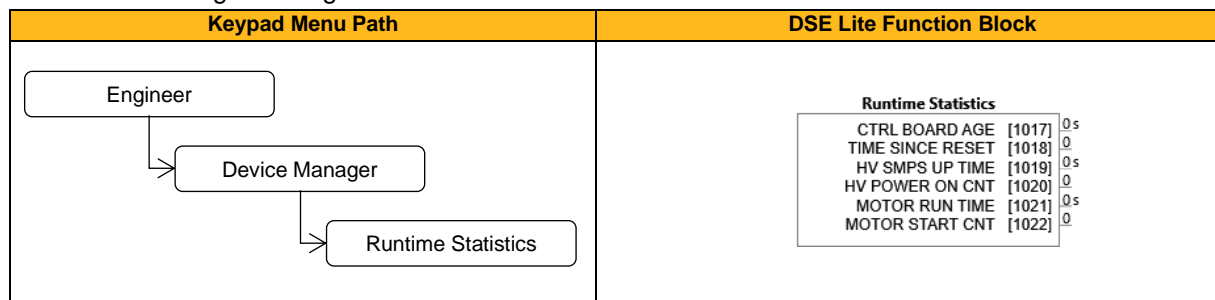 Keypad Menu Path
DSE Lite Function Block
Engineer
Device Manager
Runtime Statistics
Runtime Statistics
CTRL BOARD AGE [1017] 0 s
TIME SINCE RESET [1018] 0
HV SMPS UP TIME [1019] 0 s
HV POWER ON CNT [1020] 0
MOTOR RUN TIME [1021] 0 s
MOTOR START CNT [1022] 0